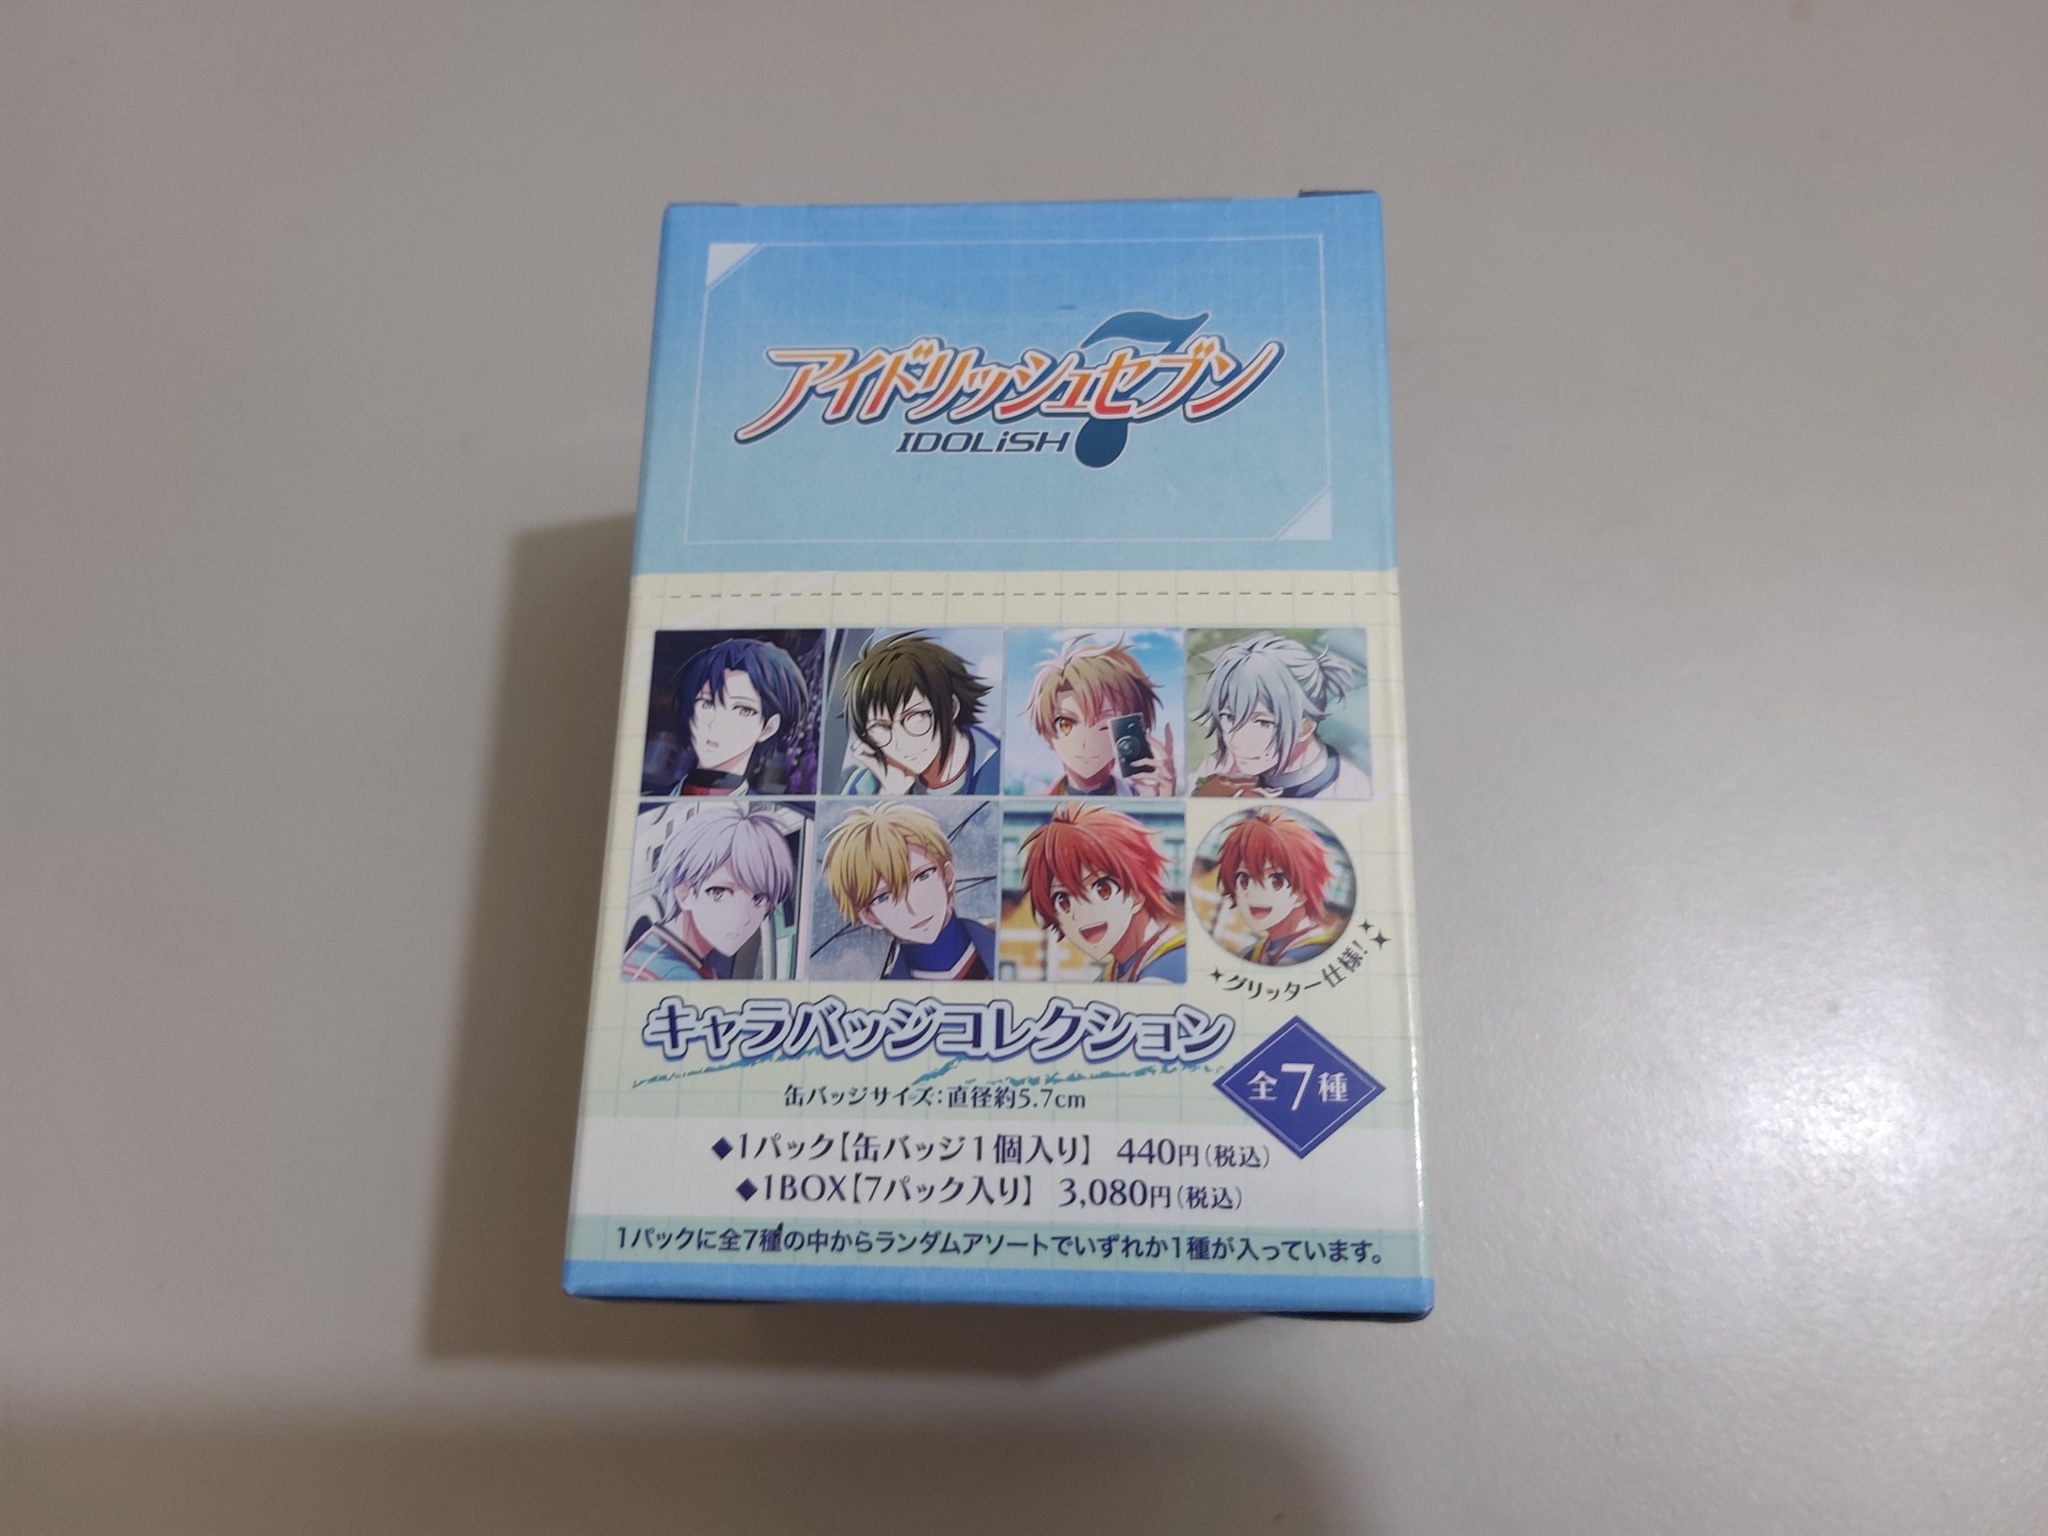 アイドリッシュセブン
IDOLiSH7
グリッター仕様!
キャラバッジコレクション
全7種
缶バッジサイズ:直径約5.7cm
◆1パック【缶バッジ1個入り】 440円(税込)
◆1BOX【7パック入り】 3,080円(税込)
1パックに全7種の中からランダムアソートでいずれか1種が入っています。